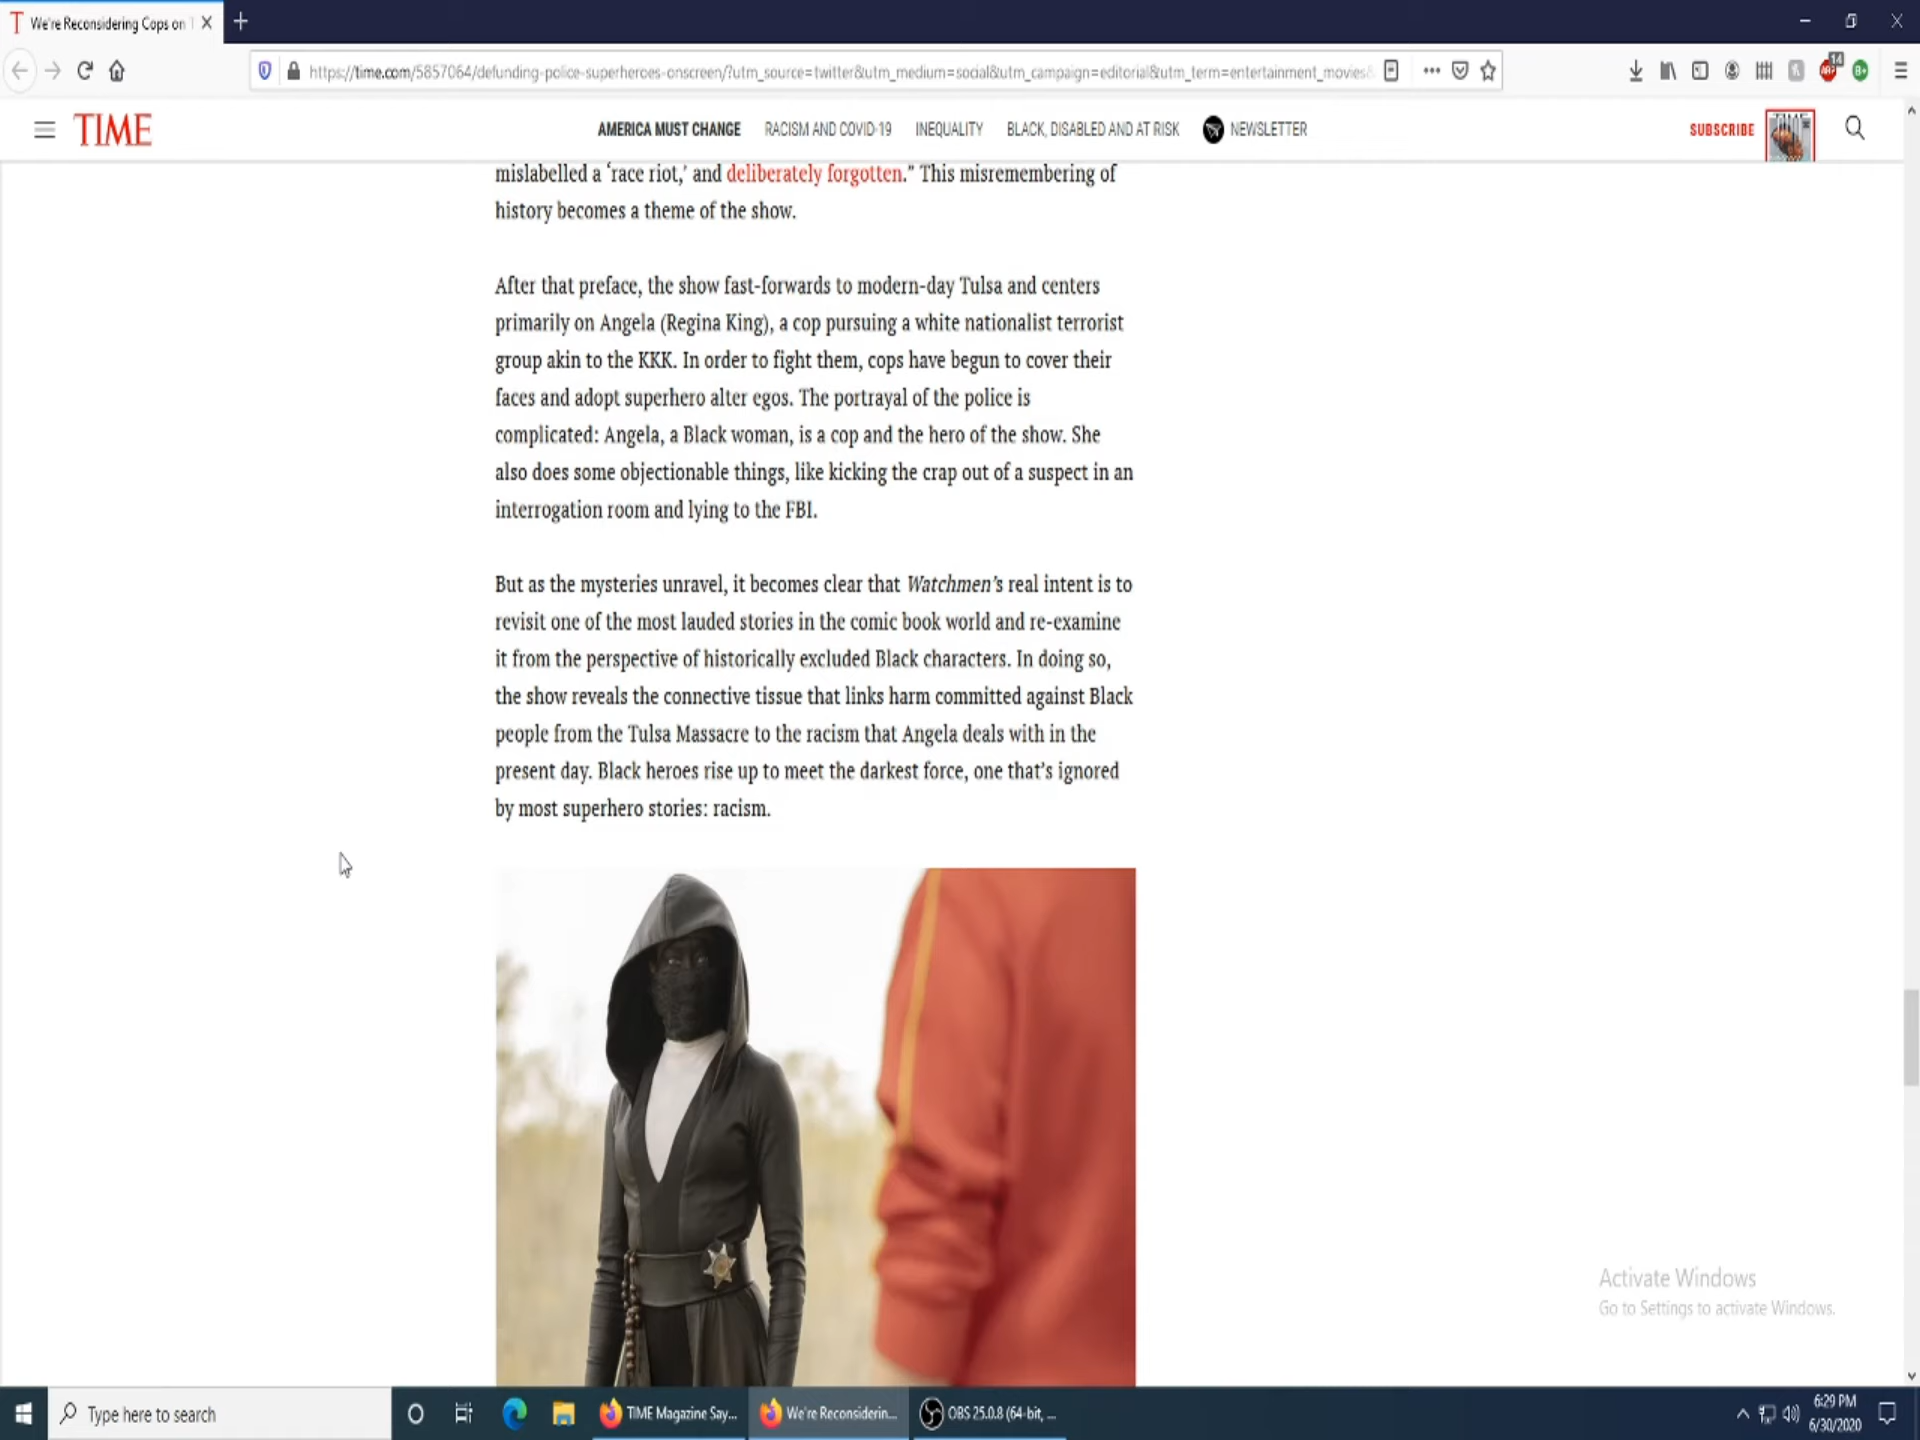 We're Reconsidering Cops on T
https://time.com/5857064/defunding-police-superheroes-onscreen/?utm_source=twitter&utm_medium=social&utm_campaign=editorial&utm_term=entertainment_movies&
14
TIME
AMERICA MUST CHANGE RACISM AND COVID-19 INEQUALITY BLACK, DISABLED AND AT RISK NEWSLETTER
SUBSCRIBE
mislabelled a ‘race riot,’ and deliberately forgotten.” This misremembering of
history becomes a theme of the show.
After that preface, the show fast-forwards to modern-day Tulsa and centers
primarily on Angela (Regina King), a cop pursuing a white nationalist terrorist
group akin to the KKK. In order to fight them, cops have begun to cover their
faces and adopt superhero alter egos. The portrayal of the police is
complicated: Angela, a Black woman, is a cop and the hero of the show. She
also does some objectionable things, like kicking the crap out of a suspect in an
interrogation room and lying to the FBI.
But as the mysteries unravel, it becomes clear that Watchmen’s real intent is to
revisit one of the most lauded stories in the comic book world and re-examine
it from the perspective of historically excluded Black characters. In doing so,
the show reveals the connective tissue that links harm committed against Black
people from the Tulsa Massacre to the racism that Angela deals with in the
present day. Black heroes rise up to meet the darkest force, one that’s ignored
by most superhero stories: racism.
Activate Windows
Go to Settings to activate Windows.
Type here to search
TIME Magazine Say...
We're Reconsiderin...
OBS 25.0.8 (64-bit, ...
6:29 PM
6/30/2020